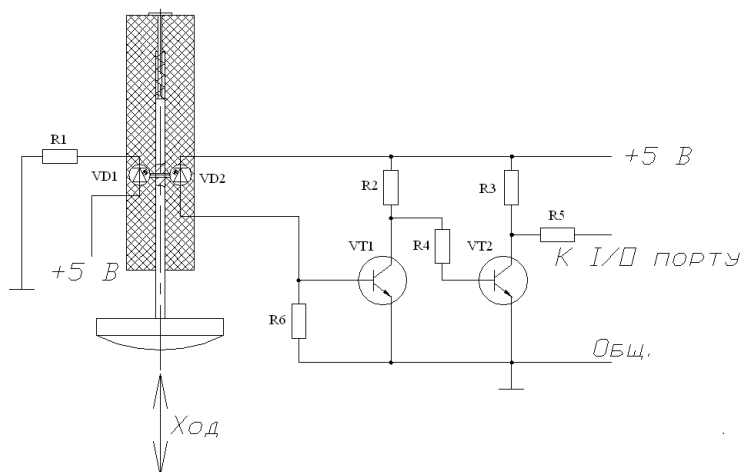 R1
VD1
VD2
+5 В
R2
R3
+5 В
R5
VT1
R4
VT2
К I/O ПОРТУ
R6
Общ.
Ход